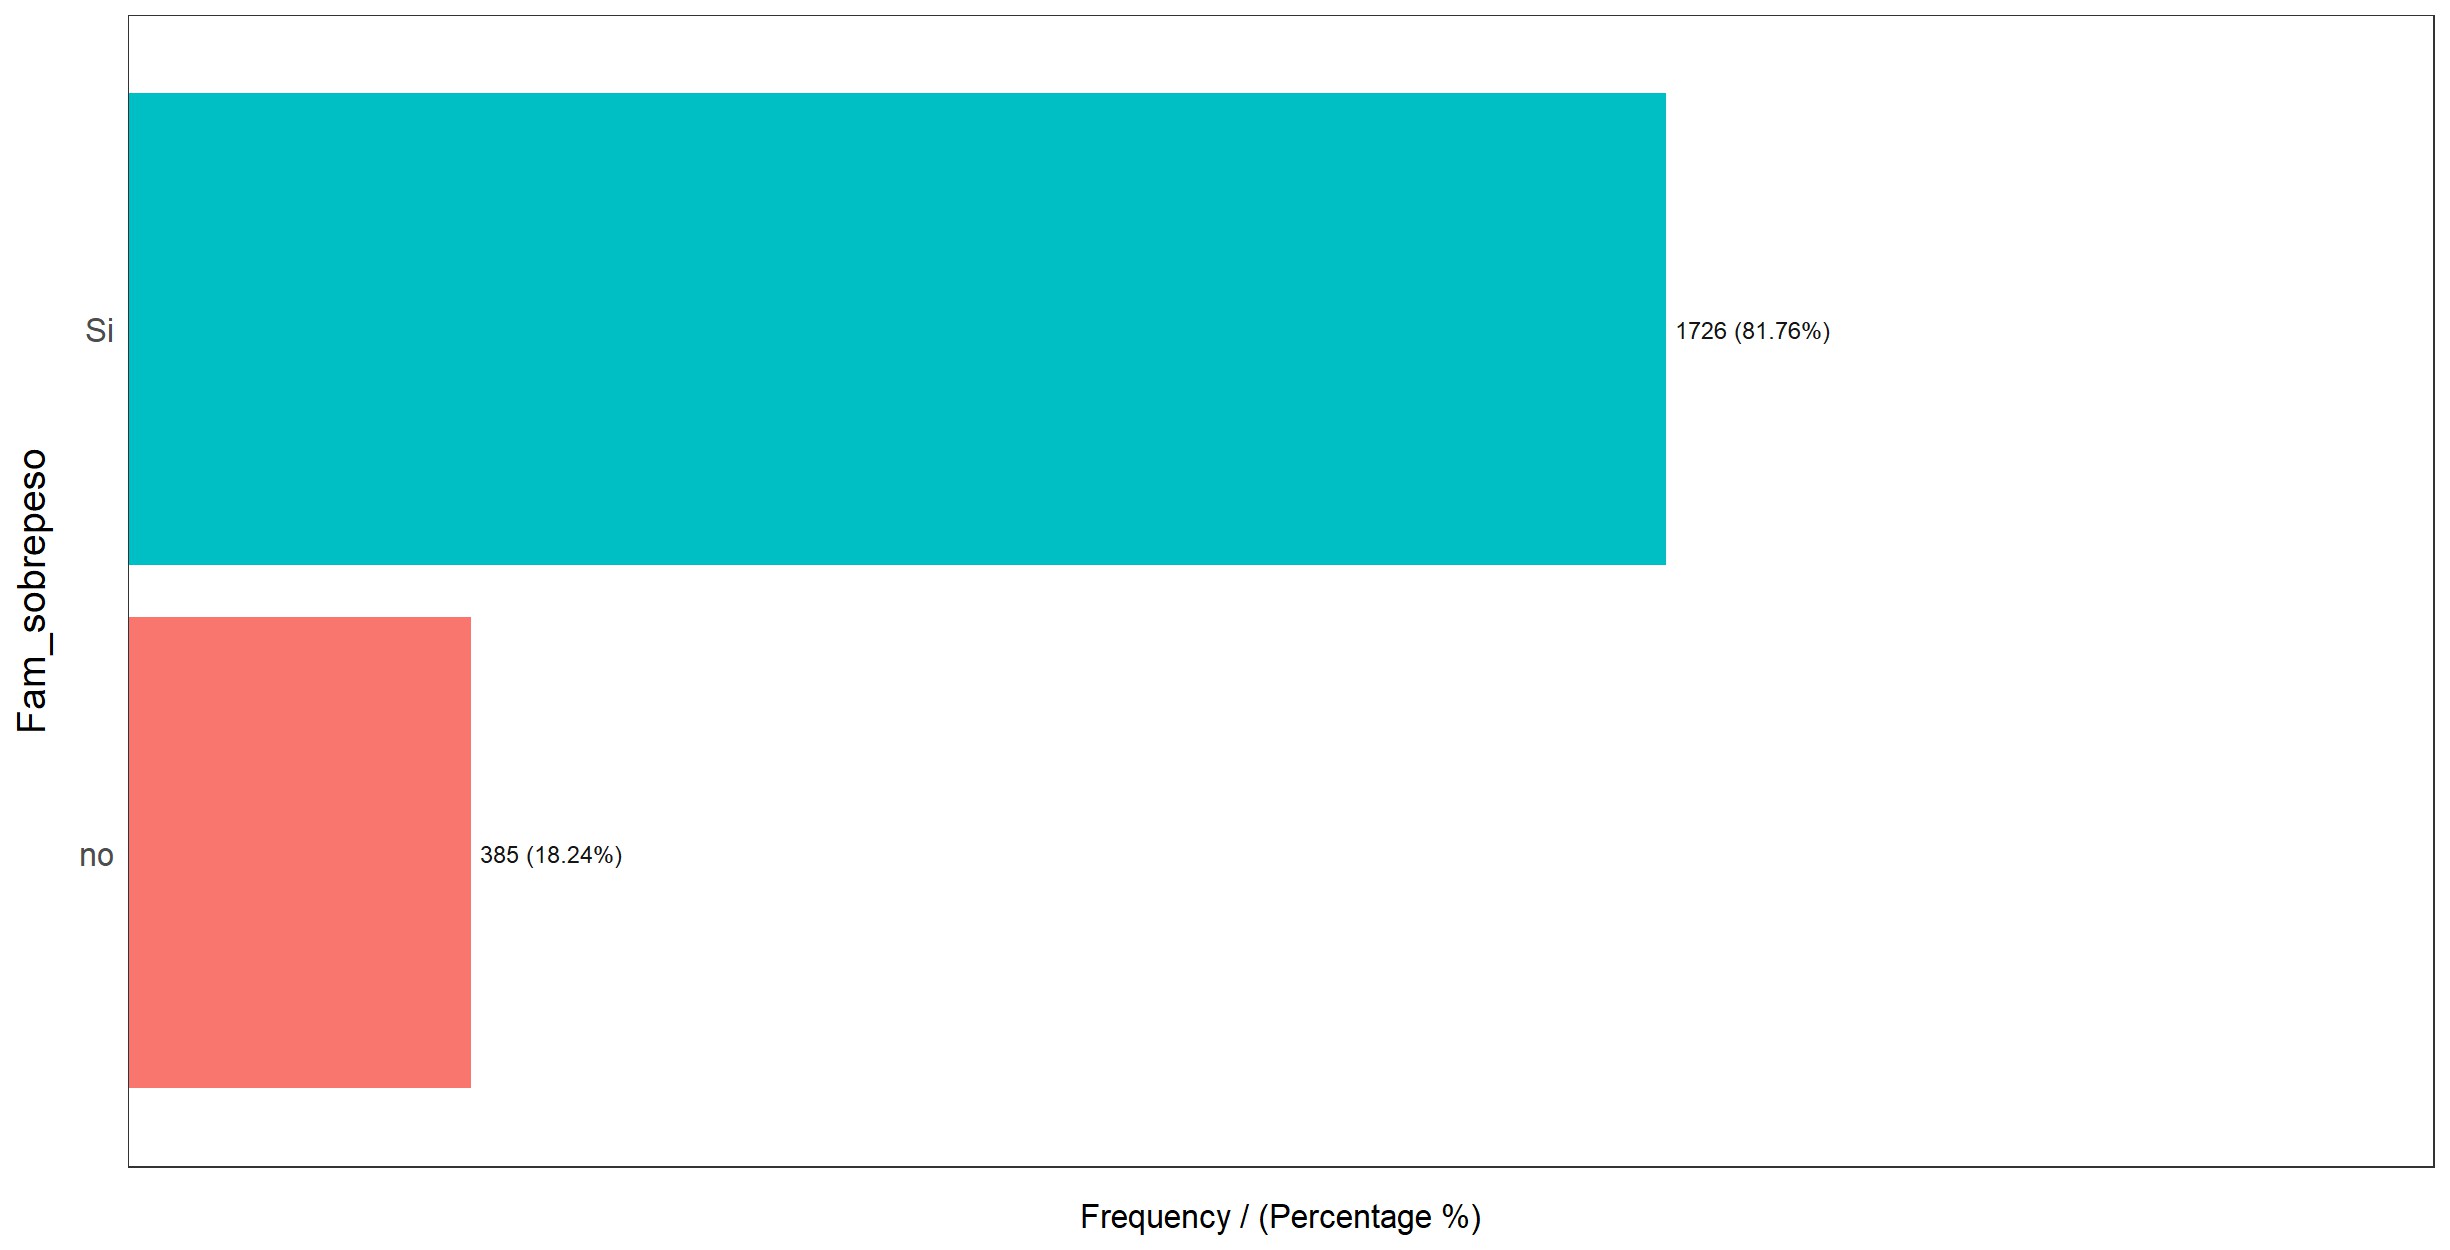 Fam_sobrepeso
Si
1726 (81.76%)
no
385 (18.24%)
Frequency / (Percentage %)